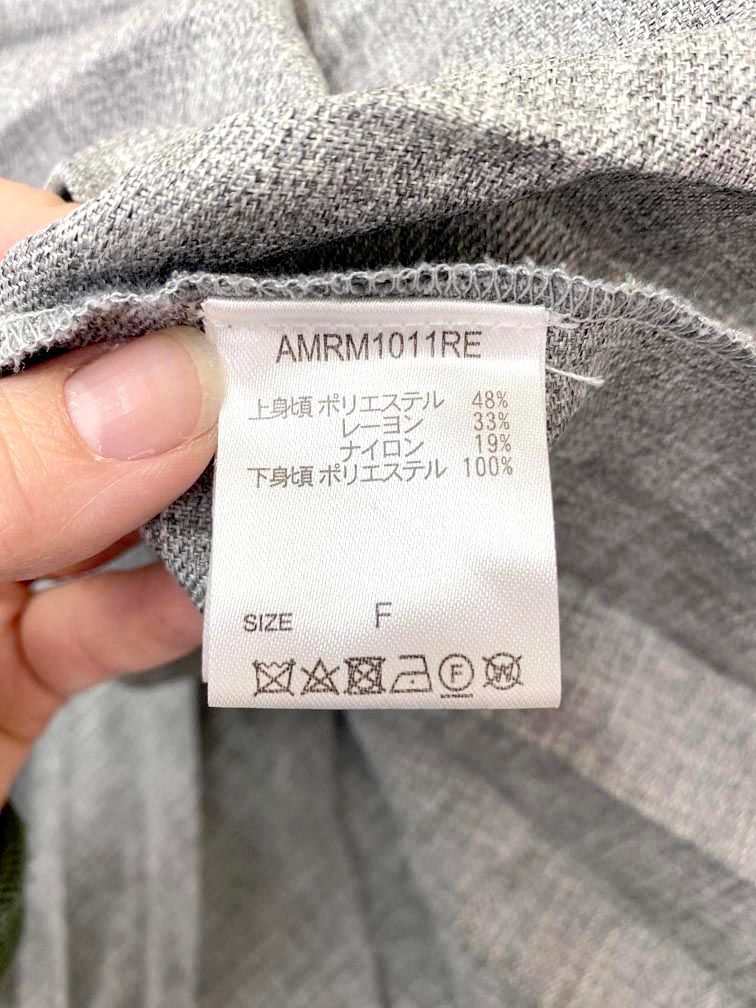 AMRM1011RE
上身頃 ポリエステル 48%
レーヨン 33%
ナイロン 19%
下身頃 ポリエステル 100%
SIZE F
F W